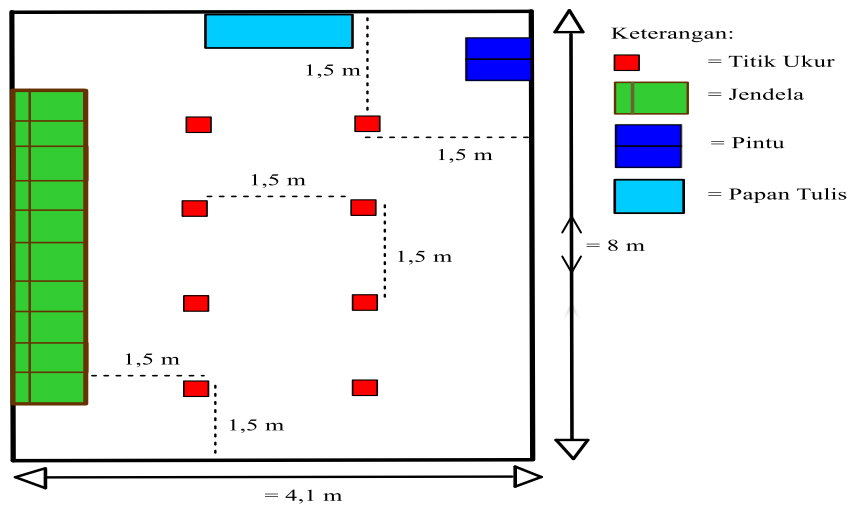 Keterangan:
= Titik Ukur
= Jendela
= Pintu
= Papan Tulis
1,5 m
1,5 m
1,5 m
1,5 m
= 8 m
1,5 m
1,5 m
= 4,1 m